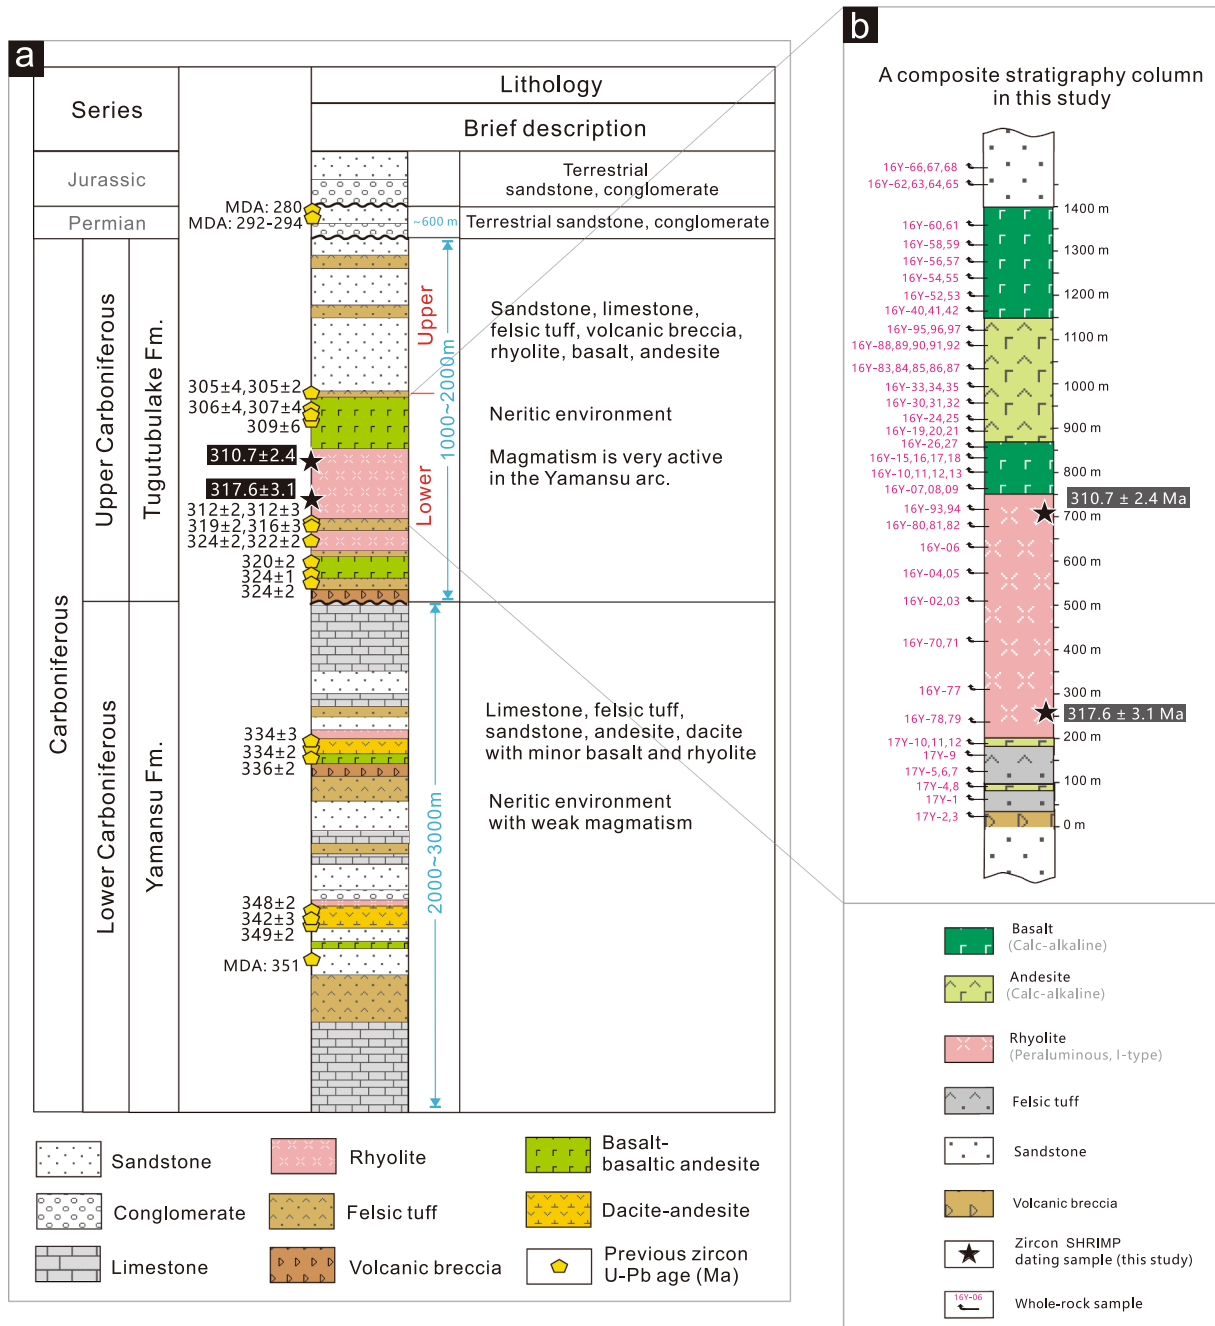 a
Series
Lithology
Brief description
Jurassic
Terrestrial
sandstone, conglomerate
MDA: 280
MDA: 292-294
Permian
~600 m
Terrestrial sandstone, conglomerate
Carboniferous
Upper Carboniferous
Tugutubulake Fm.
Upper
Lower
1000~2000m
Sandstone, limestone,
felsic tuff, volcanic breccia,
rhyolite, basalt, andesite
Neritic environment
Magmatism is very active
in the Yamansu arc.
305±4,305±2
306±4,307±4
309±6
310.7±2.4
317.6±3.1
312±2,312±3
319±2,316±3
324±2,322±2
320±2
324±1
324±2
Lower Carboniferous
Yamansu Fm.
2000~3000m
Limestone, felsic tuff,
sandstone, andesite, dacite
with minor basalt and rhyolite
Neritic environment
with weak magmatism
334±3
334±2
336±2
348±2
342±3
349±2
MDA: 351
Sandstone
Rhyolite
Basalt-
basaltic andesite
Conglomerate
Felsic tuff
Dacite-andesite
Limestone
Volcanic breccia
Previous zircon
U-Pb age (Ma)
b
A composite stratigraphy column
in this study
16Y-66,67,68
16Y-62,63,64,65
1400 m
16Y-60,61
16Y-58,59
1300 m
16Y-56,57
16Y-54,55
16Y-52,53
1200 m
16Y-40,41,42
16Y-95,96,97
1100 m
16Y-88,89,90,91,92
16Y-83,84,85,86,87
16Y-33,34,35
1000 m
16Y-30,31,32
16Y-24,25
16Y-19,20,21
900 m
16Y-26,27
16Y-15,16,17,18
16Y-10,11,12,13
800 m
16Y-07,08,09
310.7 ± 2.4 Ma
16Y-93,94
700 m
16Y-80,81,82
16Y-06
600 m
16Y-04,05
16Y-02,03
500 m
16Y-70,71
400 m
16Y-77
300 m
317.6 ± 3.1 Ma
16Y-78,79
200 m
17Y-10,11,12
17Y-9
17Y-5,6,7
100 m
17Y-4,8
17Y-1
17Y-2,3
0 m
Basalt
(Calc-alkaline)
Andesite
(Calc-alkaline)
Rhyolite
(Peraluminous, I-type)
Felsic tuff
Sandstone
Volcanic breccia
Zircon SHRIMP
dating sample (this study)
16Y-06
Whole-rock sample